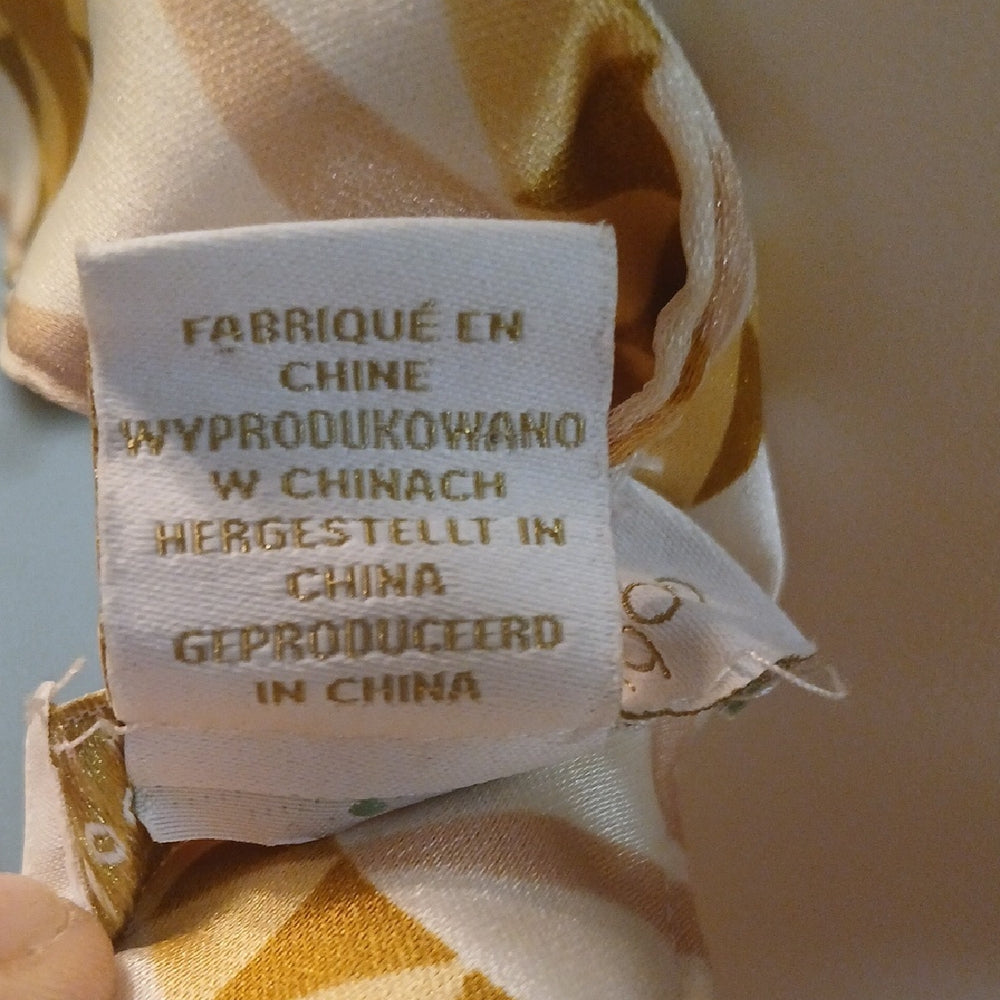 FABRIQUÉ EN
CHINE
WYPRODUKOWANO
W CHINACH
HERGESTELLT IN
CHINA
GEPRODUCEERD
IN CHINA